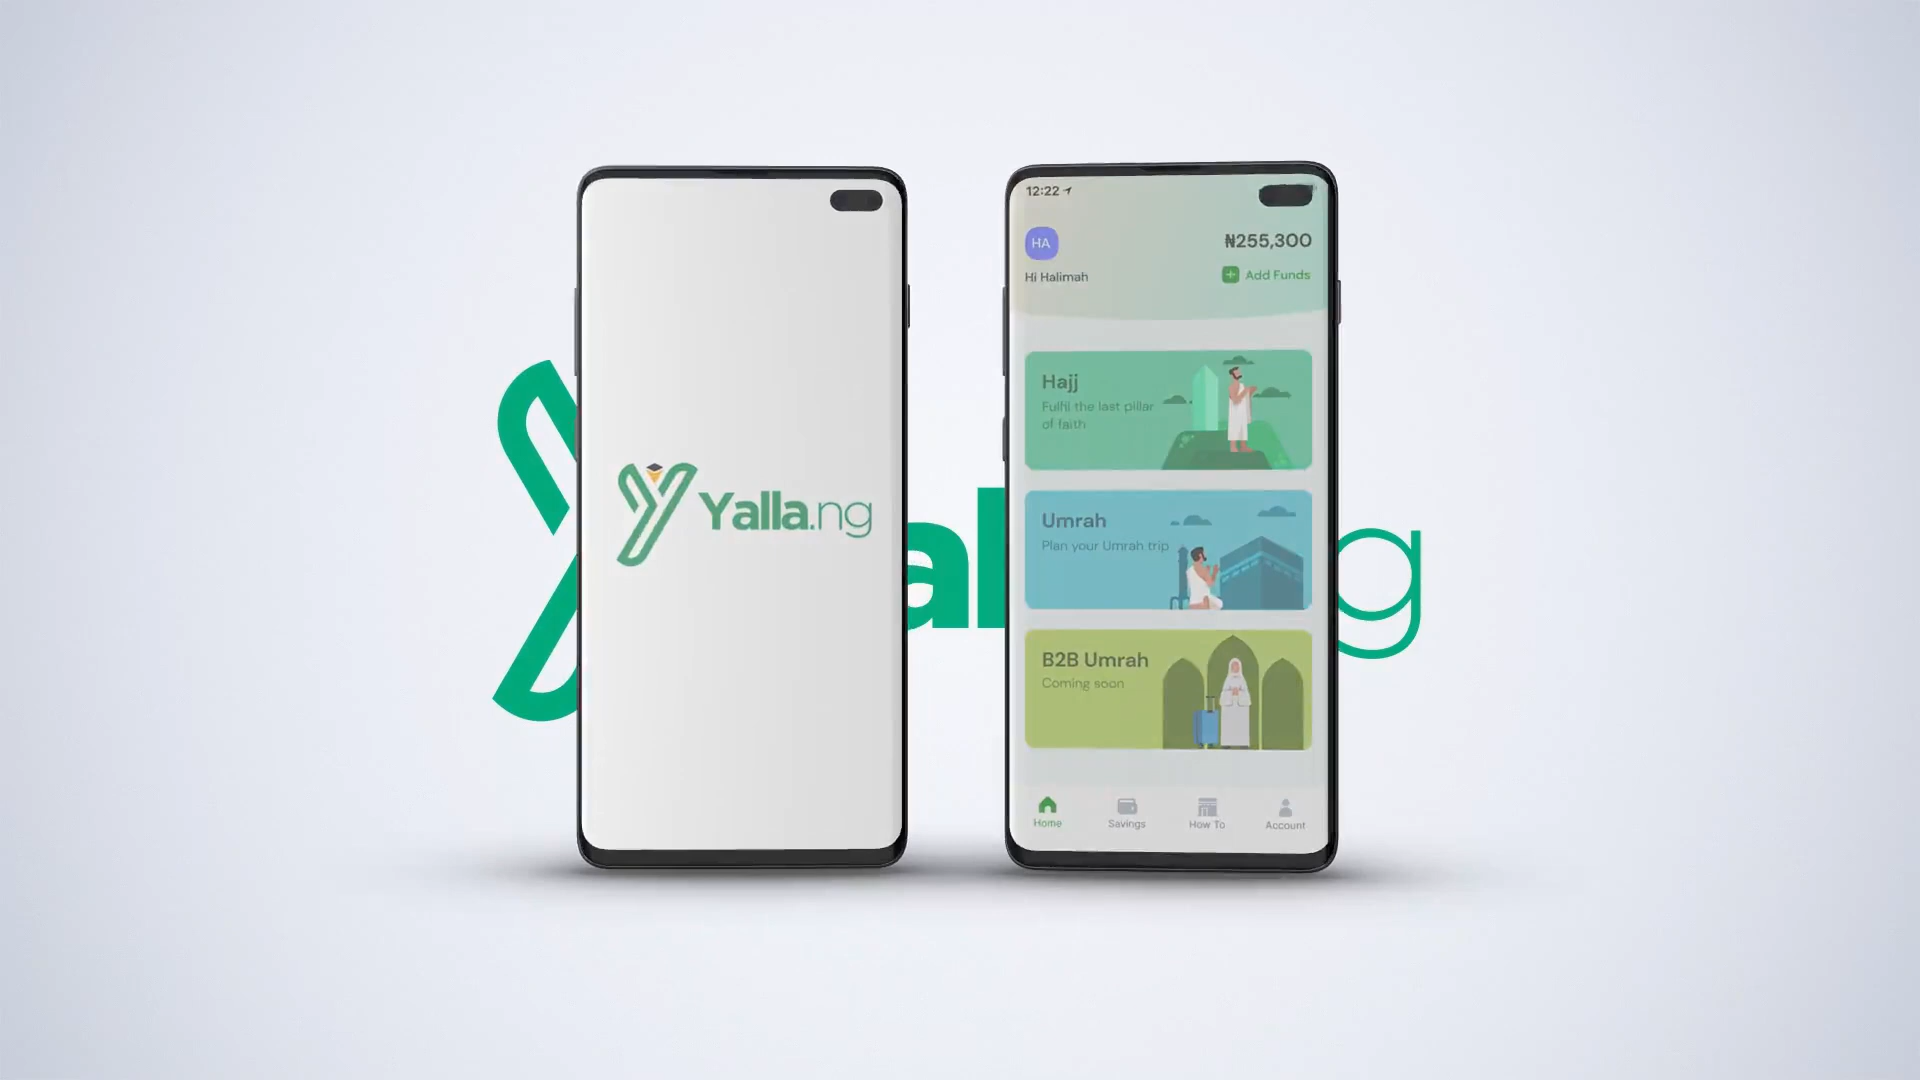 Yalla.ng
12:22
HA
₦255,300
Hi Halimah
Add Funds
Hajj
Fulfil the last pillar
of faith
Umrah
Plan your Umrah trip
B2B Umrah
Coming soon
Home
Savings
How To
Account
al
g